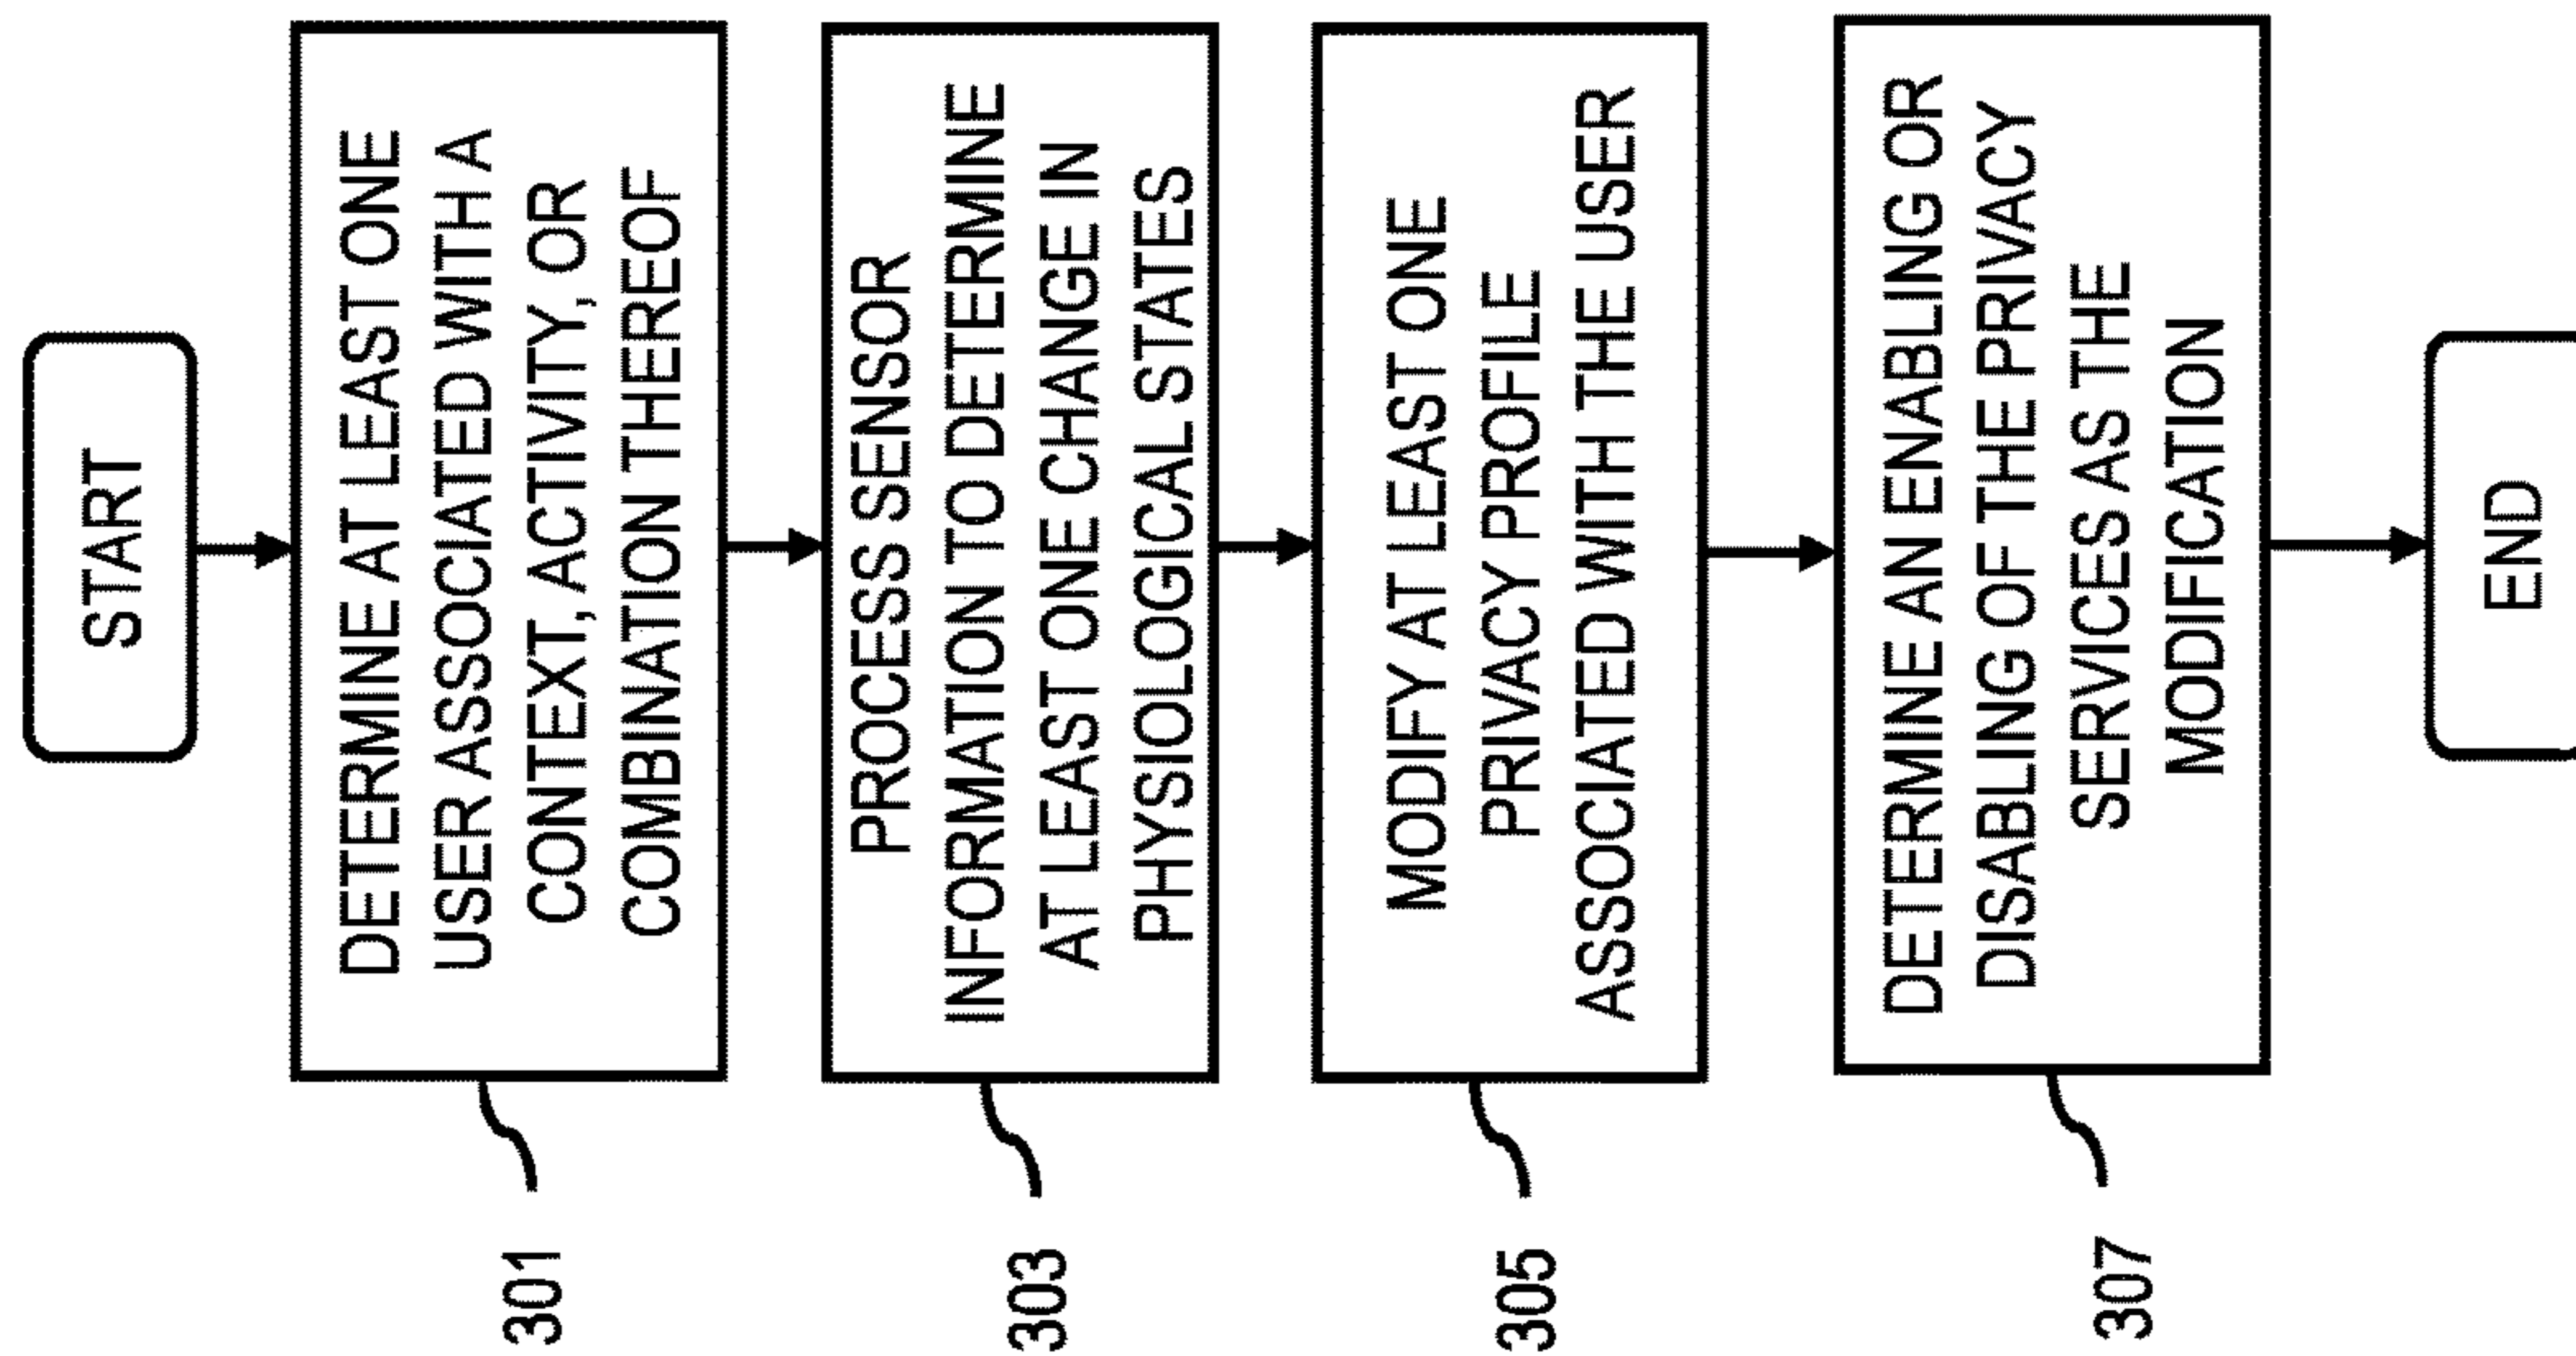 START
DETERMINE AT LEAST ONE
USER ASSOCIATED WITH A
CONTEXT, ACTIVITY, OR
COMBINATION THEREOF
301
PROCESS SENSOR
INFORMATION TO DETERMINE
AT LEAST ONE CHANGE IN
PHYSIOLOGICAL STATES
303
MODIFY AT LEAST ONE
PRIVACY PROFILE
ASSOCIATED WITH THE USER
305
DETERMINE AN ENABLING OR
DISABLING OF THE PRIVACY
SERVICES AS THE
MODIFICATION
307
END